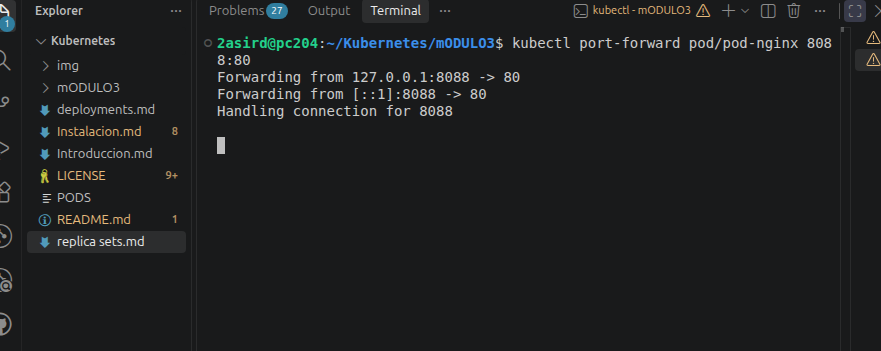 Explorer
Kubernetes
img
mODULO3
deployments.md
Instalacion.md 8
Introduccion.md
LICENSE 9+
PODS
README.md 1
replica sets.md
1
Problems 27 Output Terminal
kubectl - mODULO3
2asird@pc204:~/Kubernetes/mODULO3$ kubectl port-forward pod/pod-nginx 808
8:80
Forwarding from 127.0.0.1:8088 -> 80
Forwarding from [::1]:8088 -> 80
Handling connection for 8088